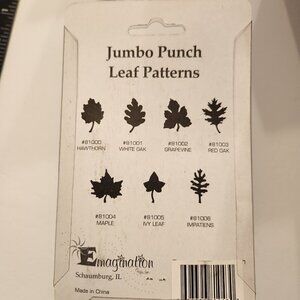 Jumbo Punch
Leaf Patterns
#81000 #81001 #81002 #81003
HAWTHORN WHITE OAK GRAPEVINE RED OAK
#81004 #81005 #81006
MAPLE IVY LEAF IMPATIENS
Emagination
Schaumburg, IL
Made in China